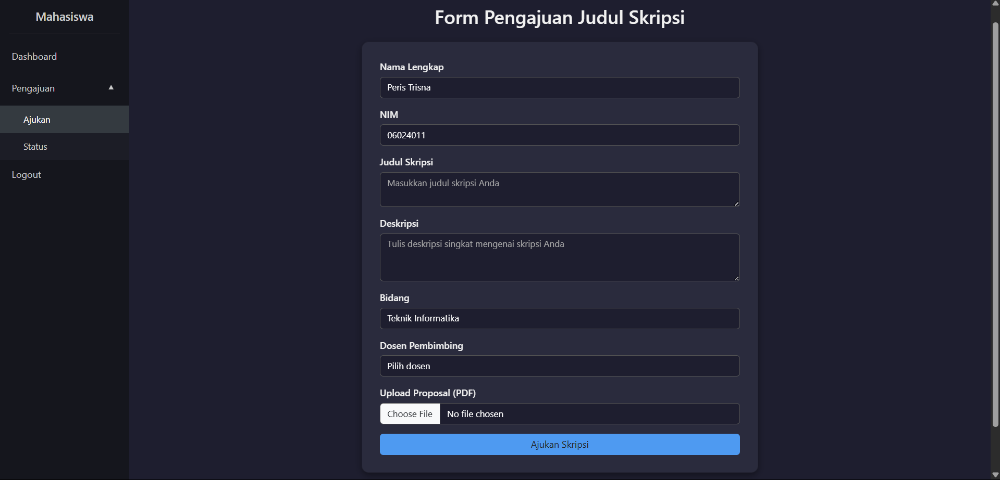 Mahasiswa
Dashboard
Pengajuan ▲
Ajukan
Status
Logout
Form Pengajuan Judul Skripsi
Nama Lengkap
Peris Trisna
NIM
06024011
Judul Skripsi
Masukkan judul skripsi Anda
Deskripsi
Tulis deskripsi singkat mengenai skripsi Anda
Bidang
Teknik Informatika
Dosen Pembimbing
Pilih dosen
Upload Proposal (PDF)
Choose File No file chosen
Ajukan Skripsi